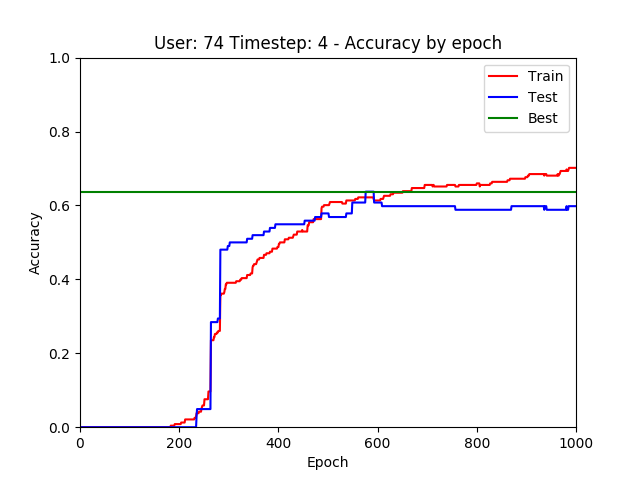 User: 74 Timestep: 4 - Accuracy by epoch
1.0
0.8
0.6
0.4
0.2
0.0
Accuracy
Train
Test
Best
0 200 400 600 800 1000
Epoch